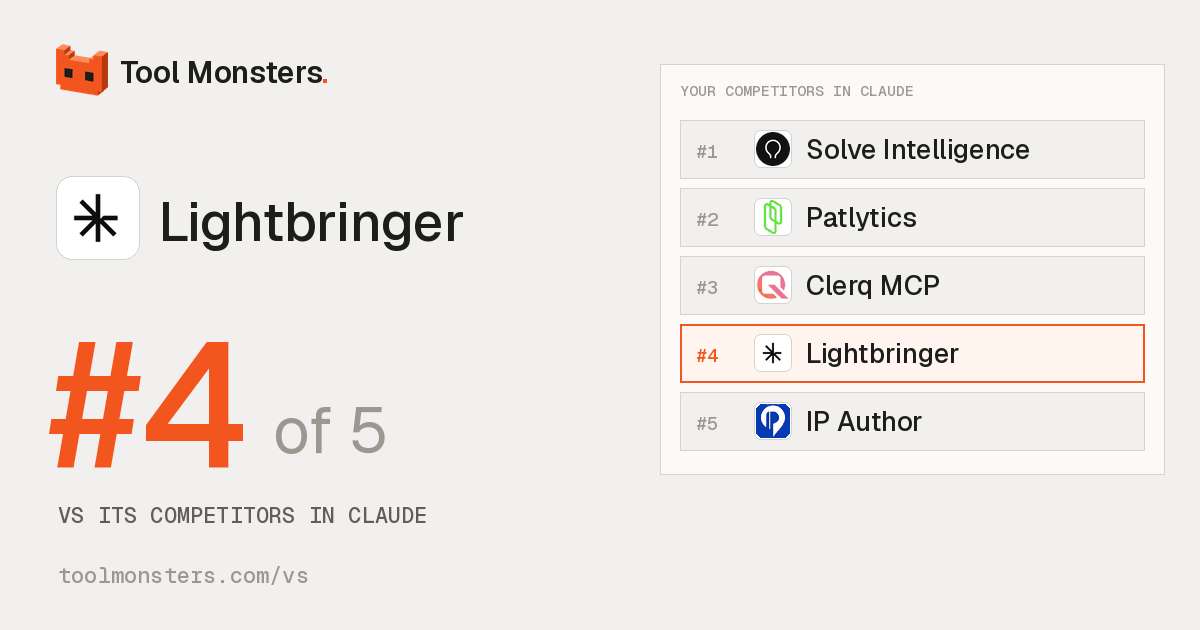 Tool Monsters.
Lightbringer
#4 of 5
VS ITS COMPETITORS IN CLAUDE
toolmonsters.com/vs
YOUR COMPETITORS IN CLAUDE
#1 Solve Intelligence
#2 Patlytics
#3 Clerq MCP
#4 Lightbringer
#5 IP Author